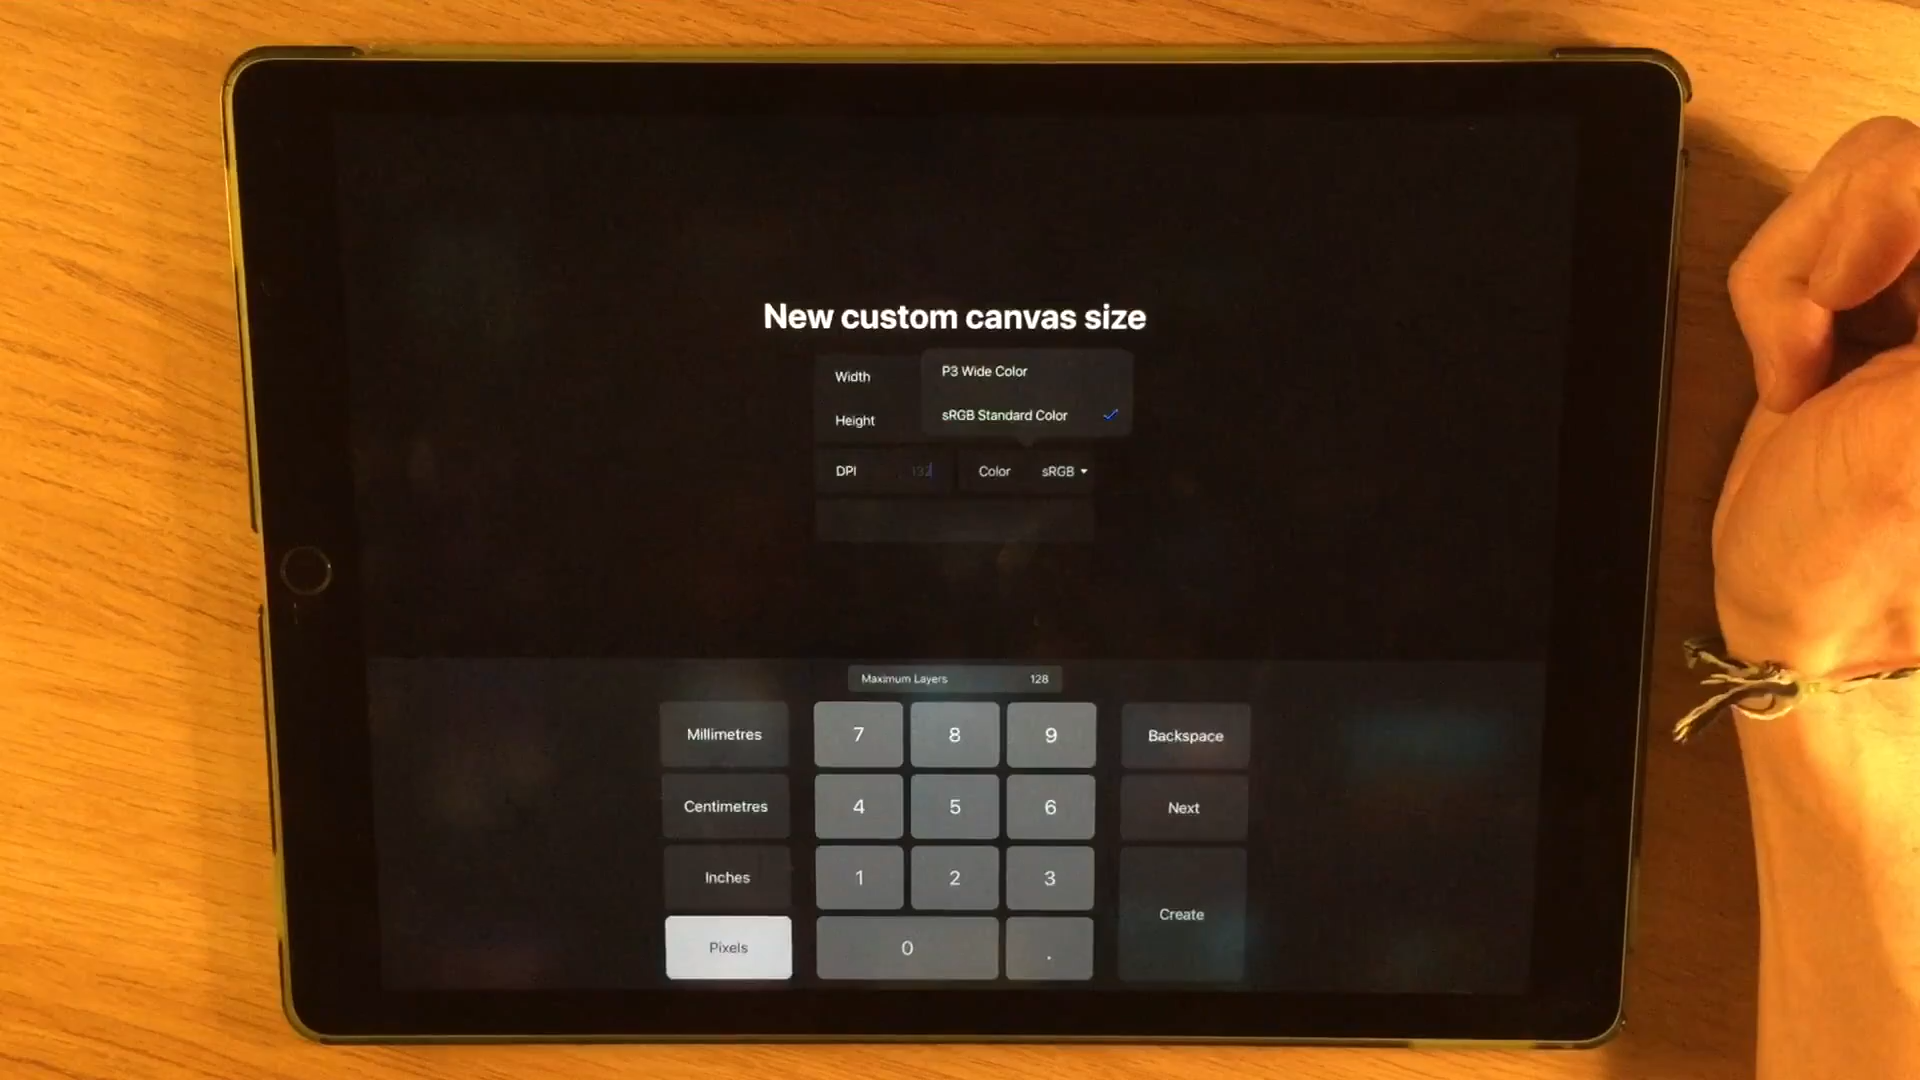 New custom canvas size
Width
P3 Wide Color
Height
sRGB Standard Color
DPI 132 Color sRGB
Maximum Layers 128
Millimetres 7 8 9 Backspace
Centimetres 4 5 6 Next
Inches 1 2 3
Create
Pixels 0 .